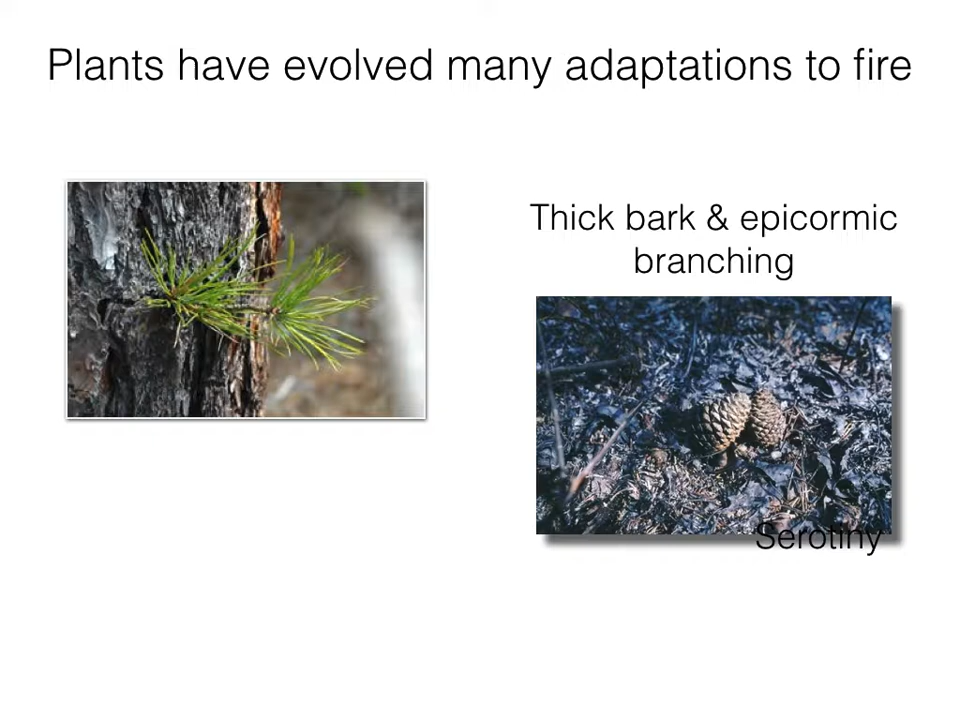 Plants have evolved many adaptations to fire
Thick bark & epicormic
branching
Serotiny